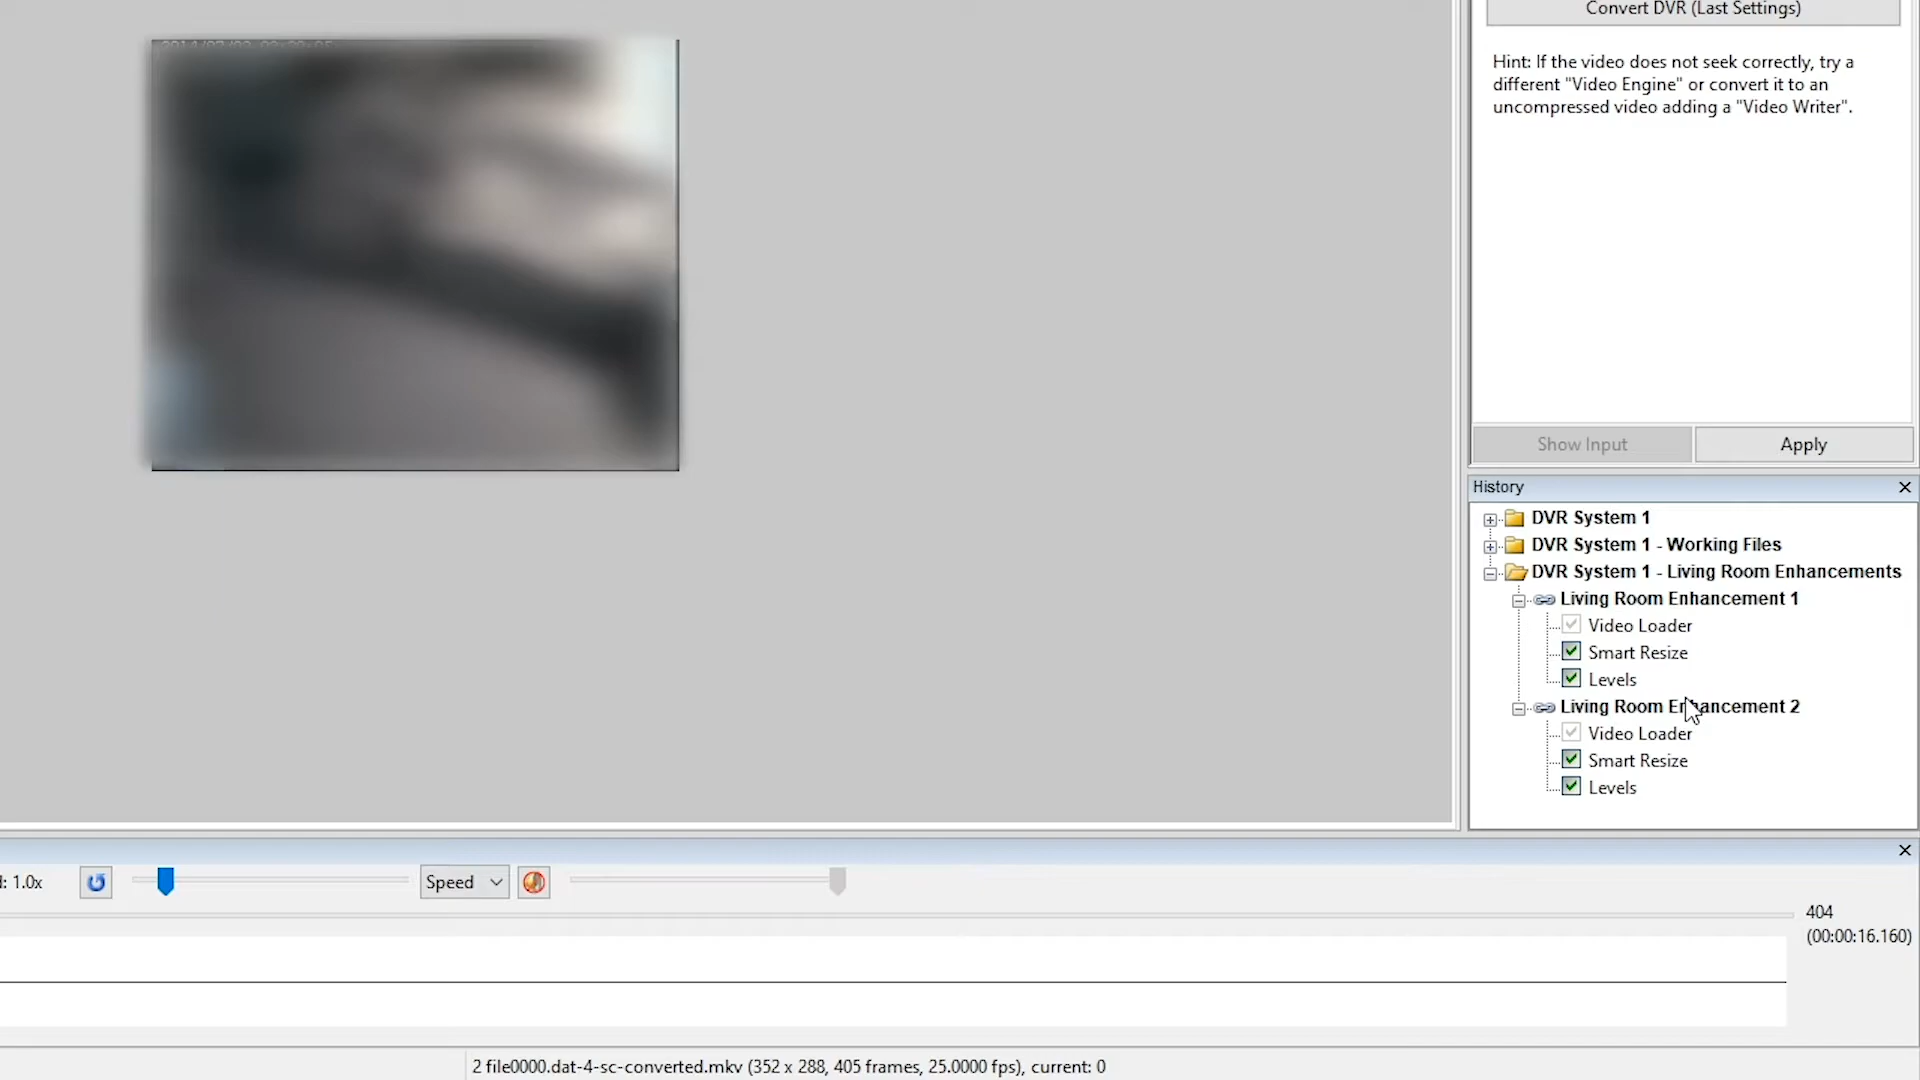 Convert DVR (Last Settings)
Hint: If the video does not seek correctly, try a
different "Video Engine" or convert it to an
uncompressed video adding a "Video Writer".
Show Input
Apply
History
DVR System 1
DVR System 1 - Working Files
DVR System 1 - Living Room Enhancements
Living Room Enhancement 1
Video Loader
Smart Resize
Levels
Living Room Enhancement 2
Video Loader
Smart Resize
Levels
1.0x
Speed
404
(00:00:16.160)
2 file0000.dat-4-sc-converted.mkv (352 x 288, 405 frames, 25.0000 fps), current: 0